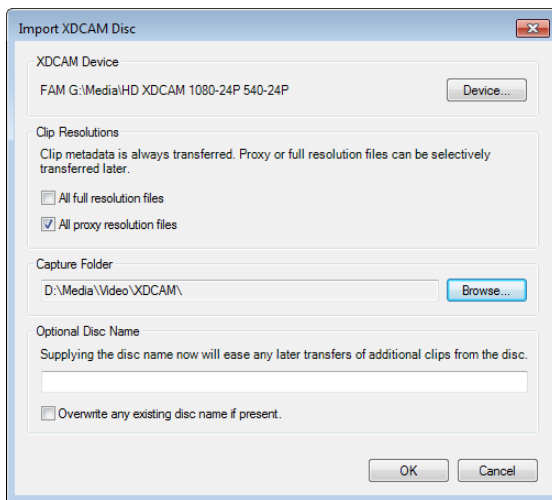 Import XDCAM Disc
XDCAM Device
FAM G:\Media\HD XDCAM 1080-24P 540-24P
Device...
Clip Resolutions
Clip metadata is always transferred. Proxy or full resolution files can be selectively
transferred later.
All full resolution files
All proxy resolution files
Capture Folder
D:\Media\Video\XDCAM\
Browse...
Optional Disc Name
Supplying the disc name now will ease any later transfers of additional clips from the disc.
Overwrite any existing disc name if present.
OK
Cancel